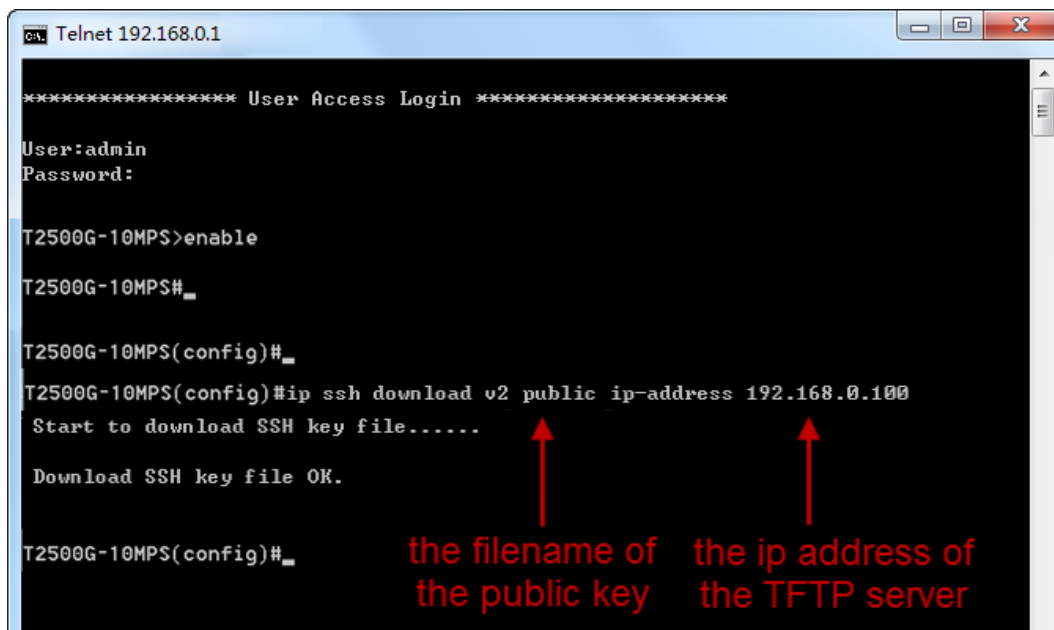 Telnet 192.168.0.1
***************** User Access Login ********************
User:admin
Password:
T2500G-10MPS>enable
T2500G-10MPS#_
T2500G-10MPS(config)#_
T2500G-10MPS(config)#ip ssh download v2 public ip-address 192.168.0.100
Start to download SSH key file......
Download SSH key file OK.
T2500G-10MPS(config)#_
the filename of
the public key
the ip address of
the TFTP server